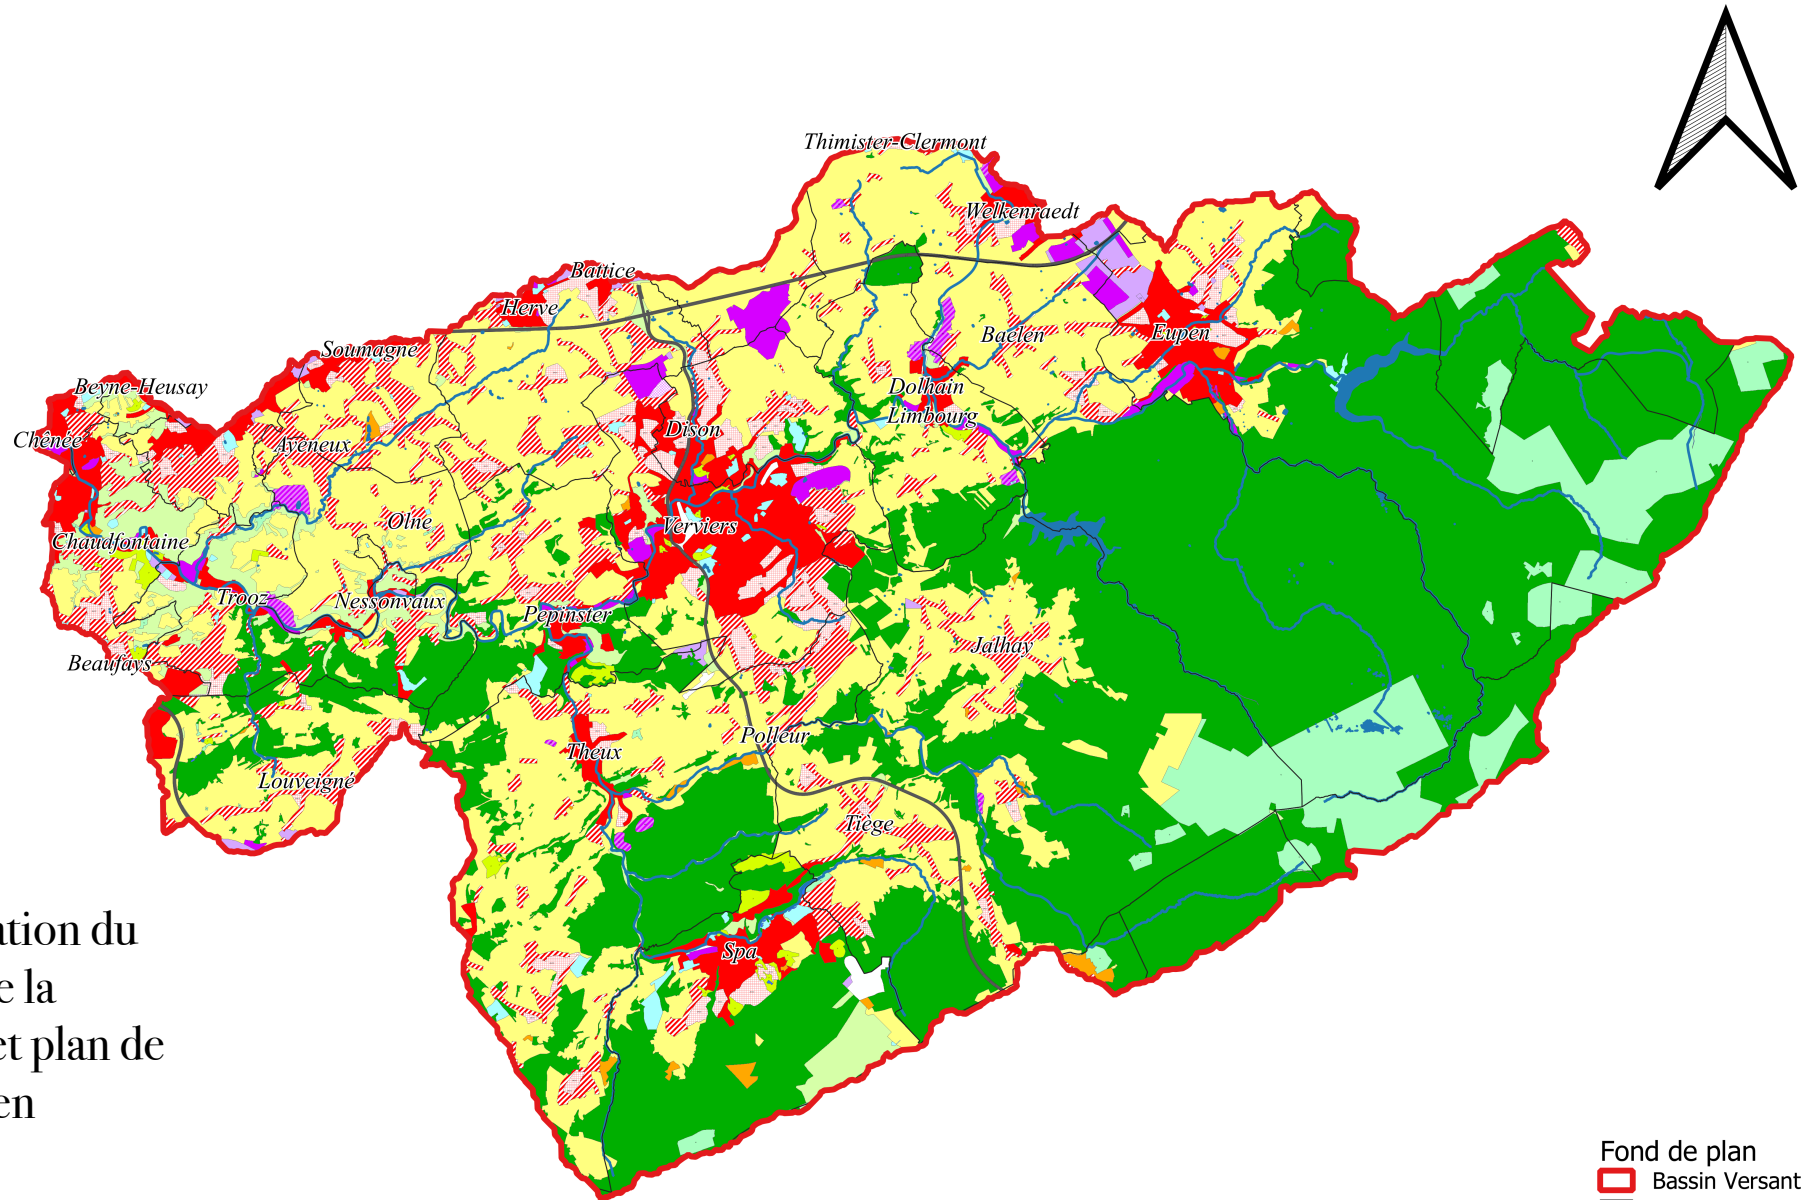 Thimister-Clermont
Welkenraedt
Battice
Herve
Eupen
Baelen
Soumagne
Beyne-Heusay
Dolhain
Limbourg
Chênée
Ayeneux
Dison
Olne
Verviers
Chaudfontaine
Trooz
Nessonvaux
Pepinster
Jalhay
Beaufays
Polleur
Theux
Louveigné
Tiège
Spa
ation du
e la
et plan de
en
Fond de plan
Bassin Versant